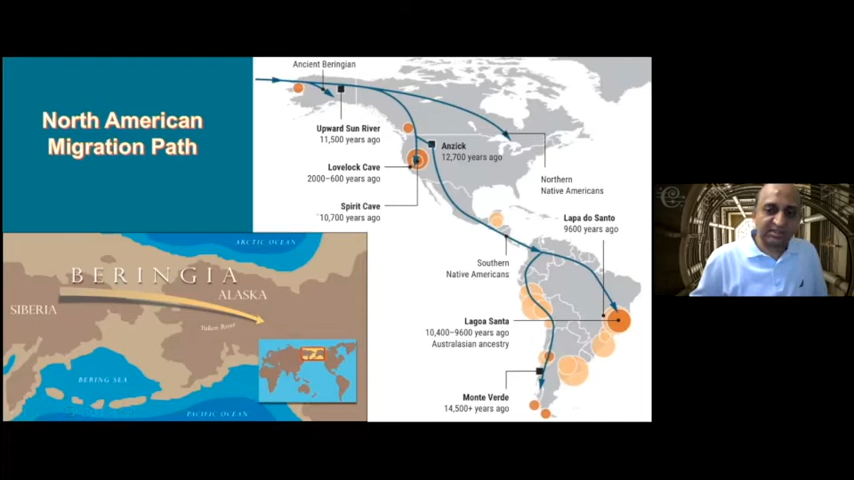 North American
Migration Path
Ancient Beringian
Upward Sun River
11,500 years ago
Anzick
12,700 years ago
Lovelock Cave
2000–600 years ago
Northern
Native Americans
Spirit Cave
10,700 years ago
Lapa do Santo
9600 years ago
Southern
Native Americans
Lagoa Santa
10,400–9600 years ago
Australasian ancestry
Monte Verde
14,500+ years ago
ARCTIC OCEAN
BERINGIA
SIBERIA
ALASKA
Yukon River
BERING SEA
PACIFIC OCEAN